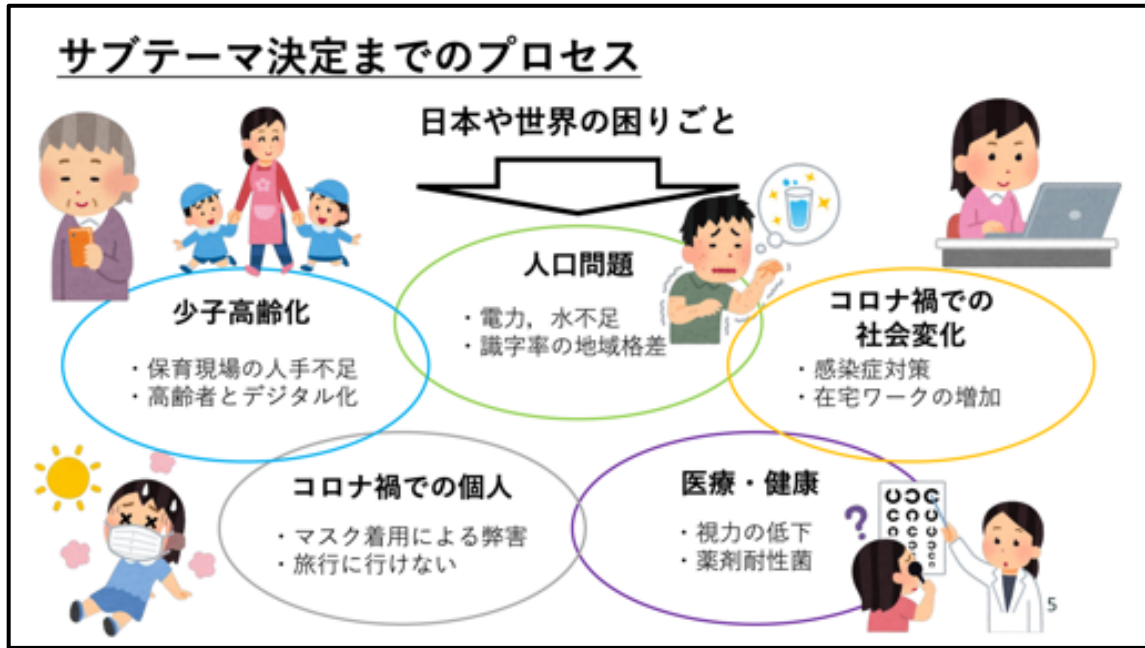 サブテーマ決定までのプロセス
日本や世界の困りごと
少子高齢化
・保育現場の人手不足
・高齢者とデジタル化
人口問題
・電力，水不足
・識字率の地域格差
コロナ禍での
社会変化
・感染症対策
・在宅ワークの増加
コロナ禍での個人
・マスク着用による弊害
・旅行に行けない
医療・健康
・視力の低下
・薬剤耐性菌
?
5